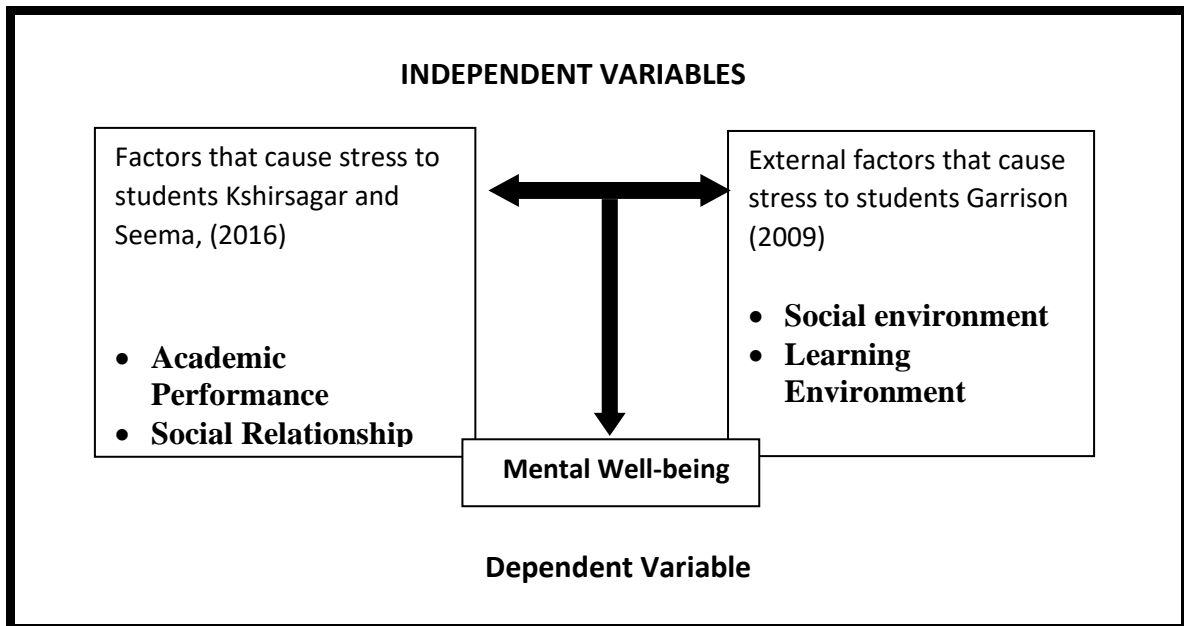 INDEPENDENT VARIABLES
Factors that cause stress to
students Kshirsagar and
Seema, (2016)
• Academic
Performance
• Social Relationship
External factors that cause
stress to students Garrison
(2009)
• Social environment
• Learning
Environment
Mental Well-being
Dependent Variable